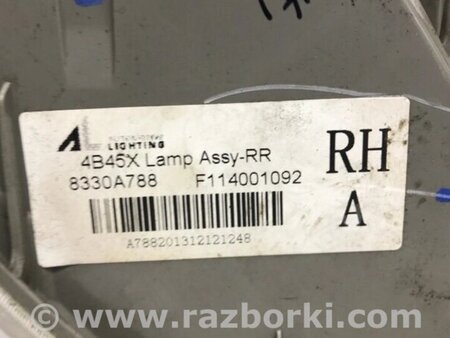 AL
LIGHTING
4B45X Lamp Assy-RR
8330A788 F114001092
RH
A
A788201312121248
© www.razborki.com